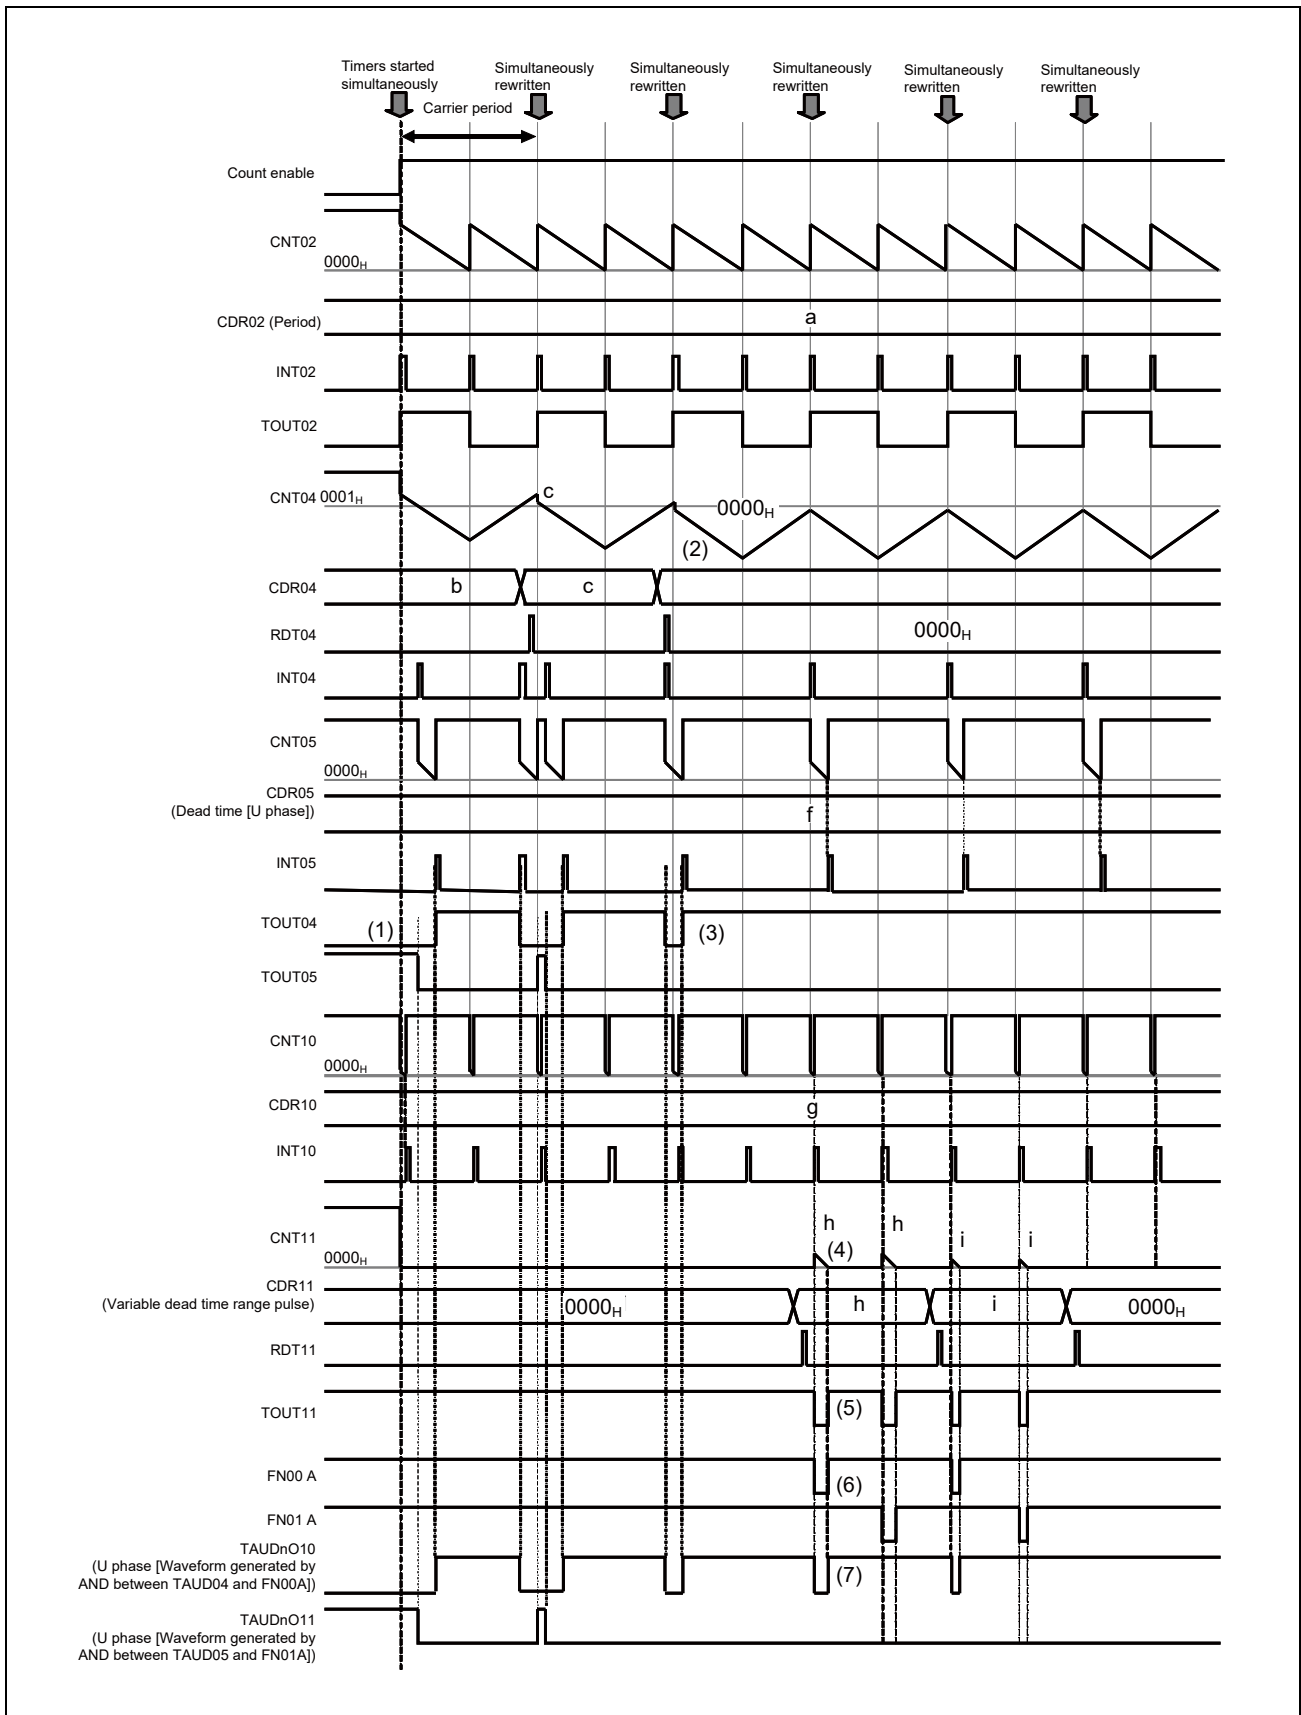 Timers started
simultaneously
Simultaneously
rewritten
Simultaneously
rewritten
Simultaneously
rewritten
Simultaneously
rewritten
Simultaneously
rewritten
Carrier period
Count enable
CNT02
0000H
CDR02 (Period)
a
INT02
TOUT02
CNT04
0001H
c
0000H
(2)
CDR04
b
c
RDT04
0000H
INT04
CNT05
0000H
CDR05
(Dead time [U phase])
f
INT05
TOUT04
(1)
(3)
TOUT05
CNT10
0000H
CDR10
g
INT10
CNT11
0000H
h
(4)
h
i
i
CDR11
(Variable dead time range pulse)
0000H
h
i
0000H
RDT11
TOUT11
(5)
FN00 A
(6)
FN01 A
TAUDnO10
(U phase [Waveform generated by
AND between TAUD04 and FN00A])
(7)
TAUDnO11
(U phase [Waveform generated by
AND between TAUD05 and FN01A])